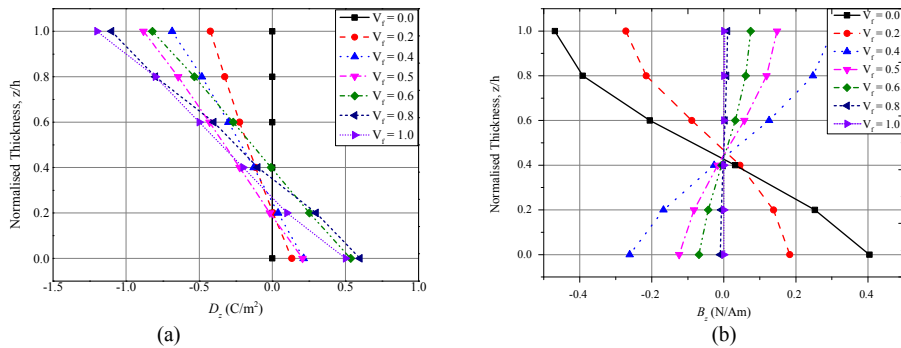 V_f = 0.0
V_f = 0.2
V_f = 0.4
V_f = 0.5
V_f = 0.6
V_f = 0.8
V_f = 1.0
1.0
0.8
0.6
0.4
0.2
0.0
Normalised Thickness, z/h
-1.5
-1.0
-0.5
0.0
0.5
1.0
D_z (C/m²)
(a)
V_f = 0.0
V_f = 0.2
V_f = 0.4
V_f = 0.5
V_f = 0.6
V_f = 0.8
V_f = 1.0
1.0
0.8
0.6
0.4
0.2
0.0
Normalised Thickness, z/h
-0.4
-0.2
0.0
0.2
0.4
B_z (N/Am)
(b)